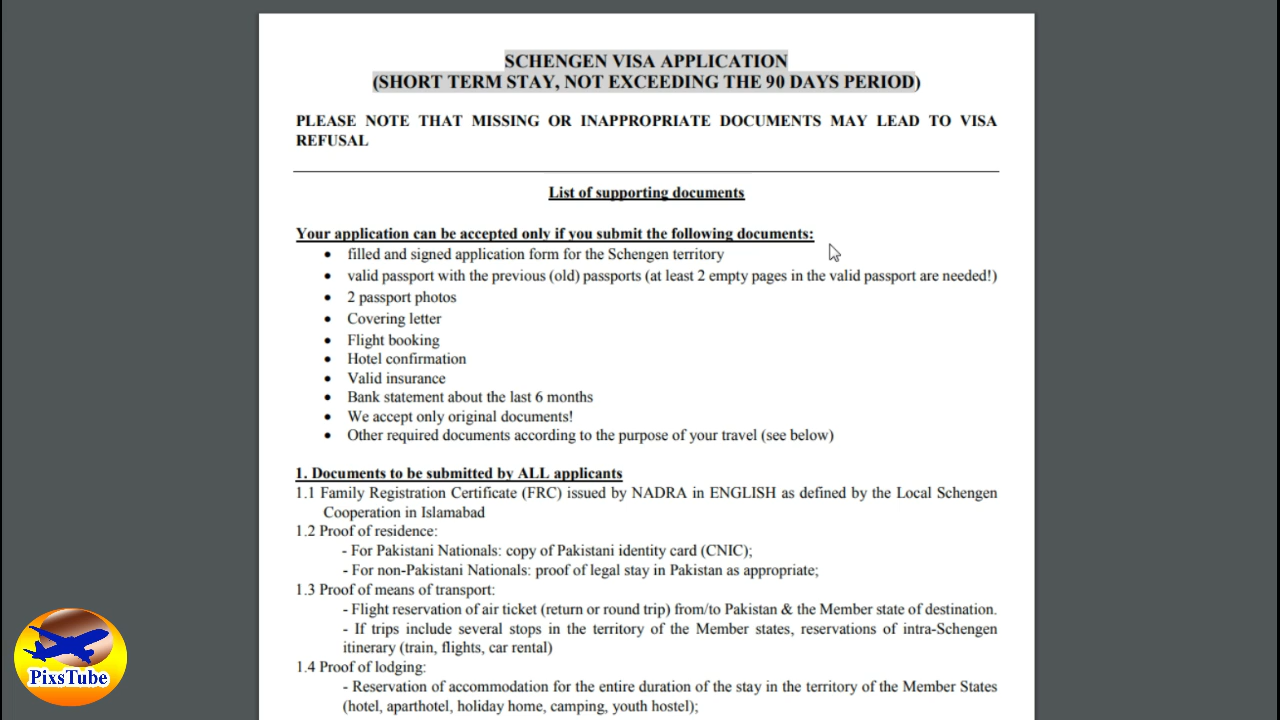 SCHENGEN VISA APPLICATION
(SHORT TERM STAY, NOT EXCEEDING THE 90 DAYS PERIOD)
PLEASE NOTE THAT MISSING OR INAPPROPRIATE DOCUMENTS MAY LEAD TO VISA
REFUSAL
List of supporting documents
Your application can be accepted only if you submit the following documents:
• filled and signed application form for the Schengen territory
• valid passport with the previous (old) passports (at least 2 empty pages in the valid passport are needed!)
• 2 passport photos
• Covering letter
• Flight booking
• Hotel confirmation
• Valid insurance
• Bank statement about the last 6 months
• We accept only original documents!
• Other required documents according to the purpose of your travel (see below)
1. Documents to be submitted by ALL applicants
1.1 Family Registration Certificate (FRC) issued by NADRA in ENGLISH as defined by the Local Schengen
Cooperation in Islamabad
1.2 Proof of residence:
- For Pakistani Nationals: copy of Pakistani identity card (CNIC);
- For non-Pakistani Nationals: proof of legal stay in Pakistan as appropriate;
1.3 Proof of means of transport:
- Flight reservation of air ticket (return or round trip) from/to Pakistan & the Member state of destination.
- If trips include several stops in the territory of the Member states, reservations of intra-Schengen
itinerary (train, flights, car rental)
1.4 Proof of lodging:
- Reservation of accommodation for the entire duration of the stay in the territory of the Member States
(hotel, aparthotel, holiday home, camping, youth hostel);
PixsTube